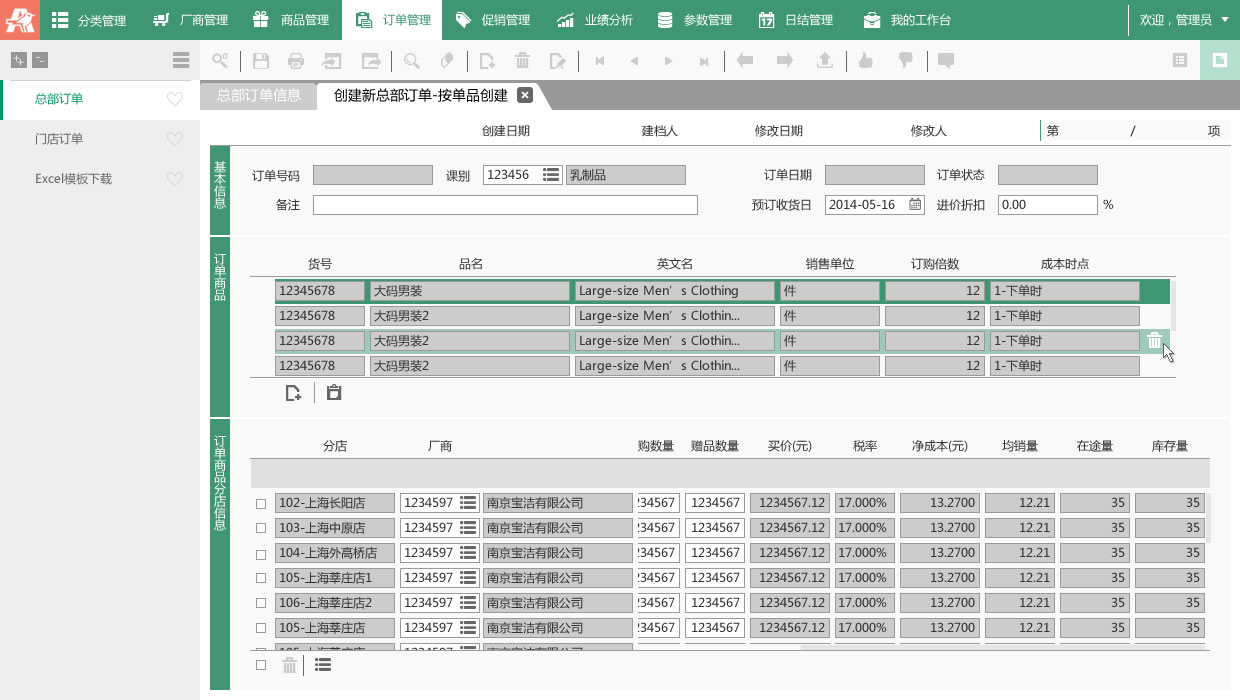 分类管理 厂商管理 商品管理 订单管理 促销管理 业绩分析 参数管理 日结管理 我的工作台 欢迎，管理员
总部订单
门店订单
Excel模板下载
总部订单信息 创建新总部订单-按单品创建
创建日期 建档人 修改日期 修改人 第 / 项
基本信息
订单号码 课别 123456 乳制品 订单日期 订单状态
备注 预订收货日 2014-05-16 进价折扣 0.00 %
订单商品
货号 品名 英文名 销售单位 订购倍数 成本时点
12345678 大码男装 Large-size Men's Clothing 件 12 1-下单时
12345678 大码男装2 Large-size Men's Clothin... 件 12 1-下单时
12345678 大码男装2 Large-size Men's Clothin... 件 12 1-下单时
12345678 大码男装2 Large-size Men's Clothin... 件 12 1-下单时
订单商品分店信息
分店 厂商 购数量 赠品数量 买价(元) 税率 净成本(元) 均销量 在途量 库存量
102-上海长阳店 1234597 南京宝洁有限公司 234567 1234567 1234567.12 17.000% 13.2700 12.21 35 35
103-上海中原店 1234597 南京宝洁有限公司 234567 1234567 1234567.12 17.000% 13.2700 12.21 35 35
104-上海外高桥店 1234597 南京宝洁有限公司 234567 1234567 1234567.12 17.000% 13.2700 12.21 35 35
105-上海莘庄店1 1234597 南京宝洁有限公司 234567 1234567 1234567.12 17.000% 13.2700 12.21 35 35
106-上海莘庄店2 1234597 南京宝洁有限公司 234567 1234567 1234567.12 17.000% 13.2700 12.21 35 35
105-上海莘庄店 1234597 南京宝洁有限公司 234567 1234567 1234567.12 17.000% 13.2700 12.21 35 35